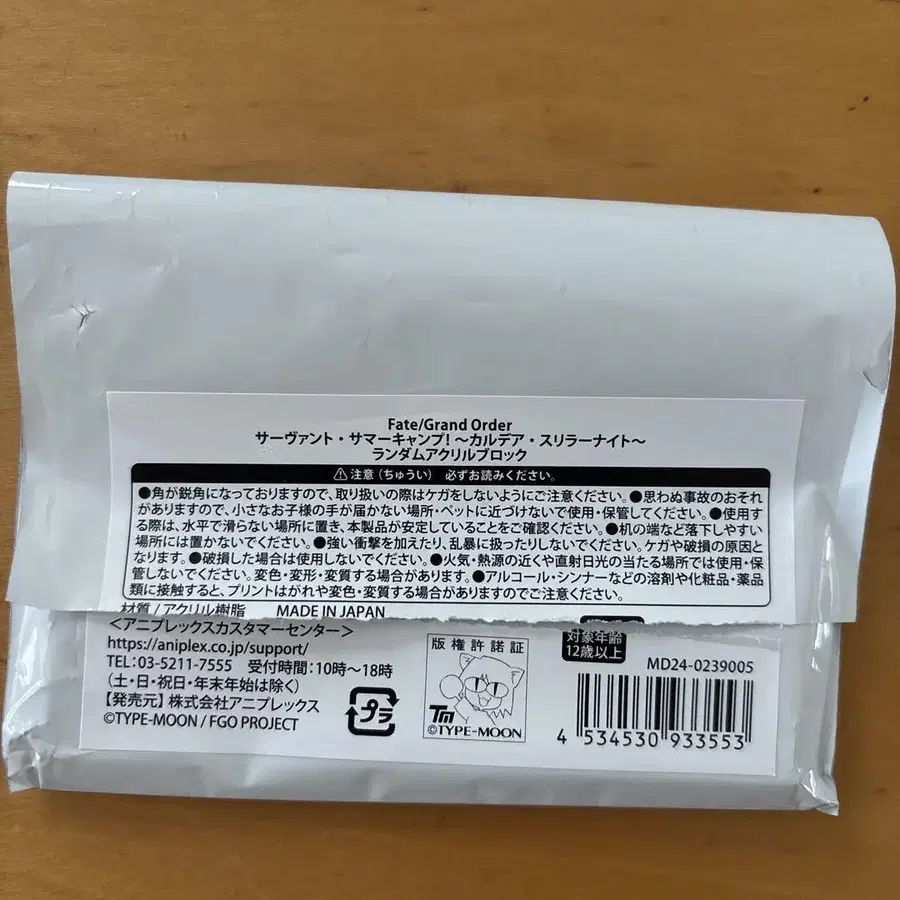 Fate/Grand Order
サーヴァント・サマーキャンプ! ～カルデア・スリラーナイト～
ランダムアクリルブロック
注意（ちゅうい） 必ずお読みください。
●角が鋭角になっておりますので、取り扱いの際はケガをしないようにご注意ください。●思わぬ事故のおそれ
がありますので、小さなお子様の手が届かない場所・ペットに近づけないで使用・保管してください。●使用す
る際は、水平で滑らない場所に置き、本製品が安定していることをご確認ください。●机の端など落下しやすい
場所には置かないでください。●強い衝撃を加えたり、乱暴に扱ったりしないでください。ケガや破損の原因と
なります。●破損した場合は使用しないでください。●火気・熱源の近くや直射日光の当たる場所では使用・保
管しないでください。変色・変形・変質する場合があります。●アルコール・シンナーなどの溶剤や化粧品・薬品
類に接触すると、プリントはがれや変色・変質する場合がありますのでご注意ください。
材質 / アクリル樹脂 MADE IN JAPAN
＜アニプレックスカスタマーセンター＞
https://aniplex.co.jp/support/
TEL：03-5211-7555 受付時間：10時～18時
（土・日・祝日・年末年始は除く）
【発売元】株式会社アニプレックス
©TYPE-MOON / FGO PROJECT
プラ
版権許諾証
TM
©TYPE-MOON
対象年齢
12歳以上
MD24-0239005
4 534530 933553